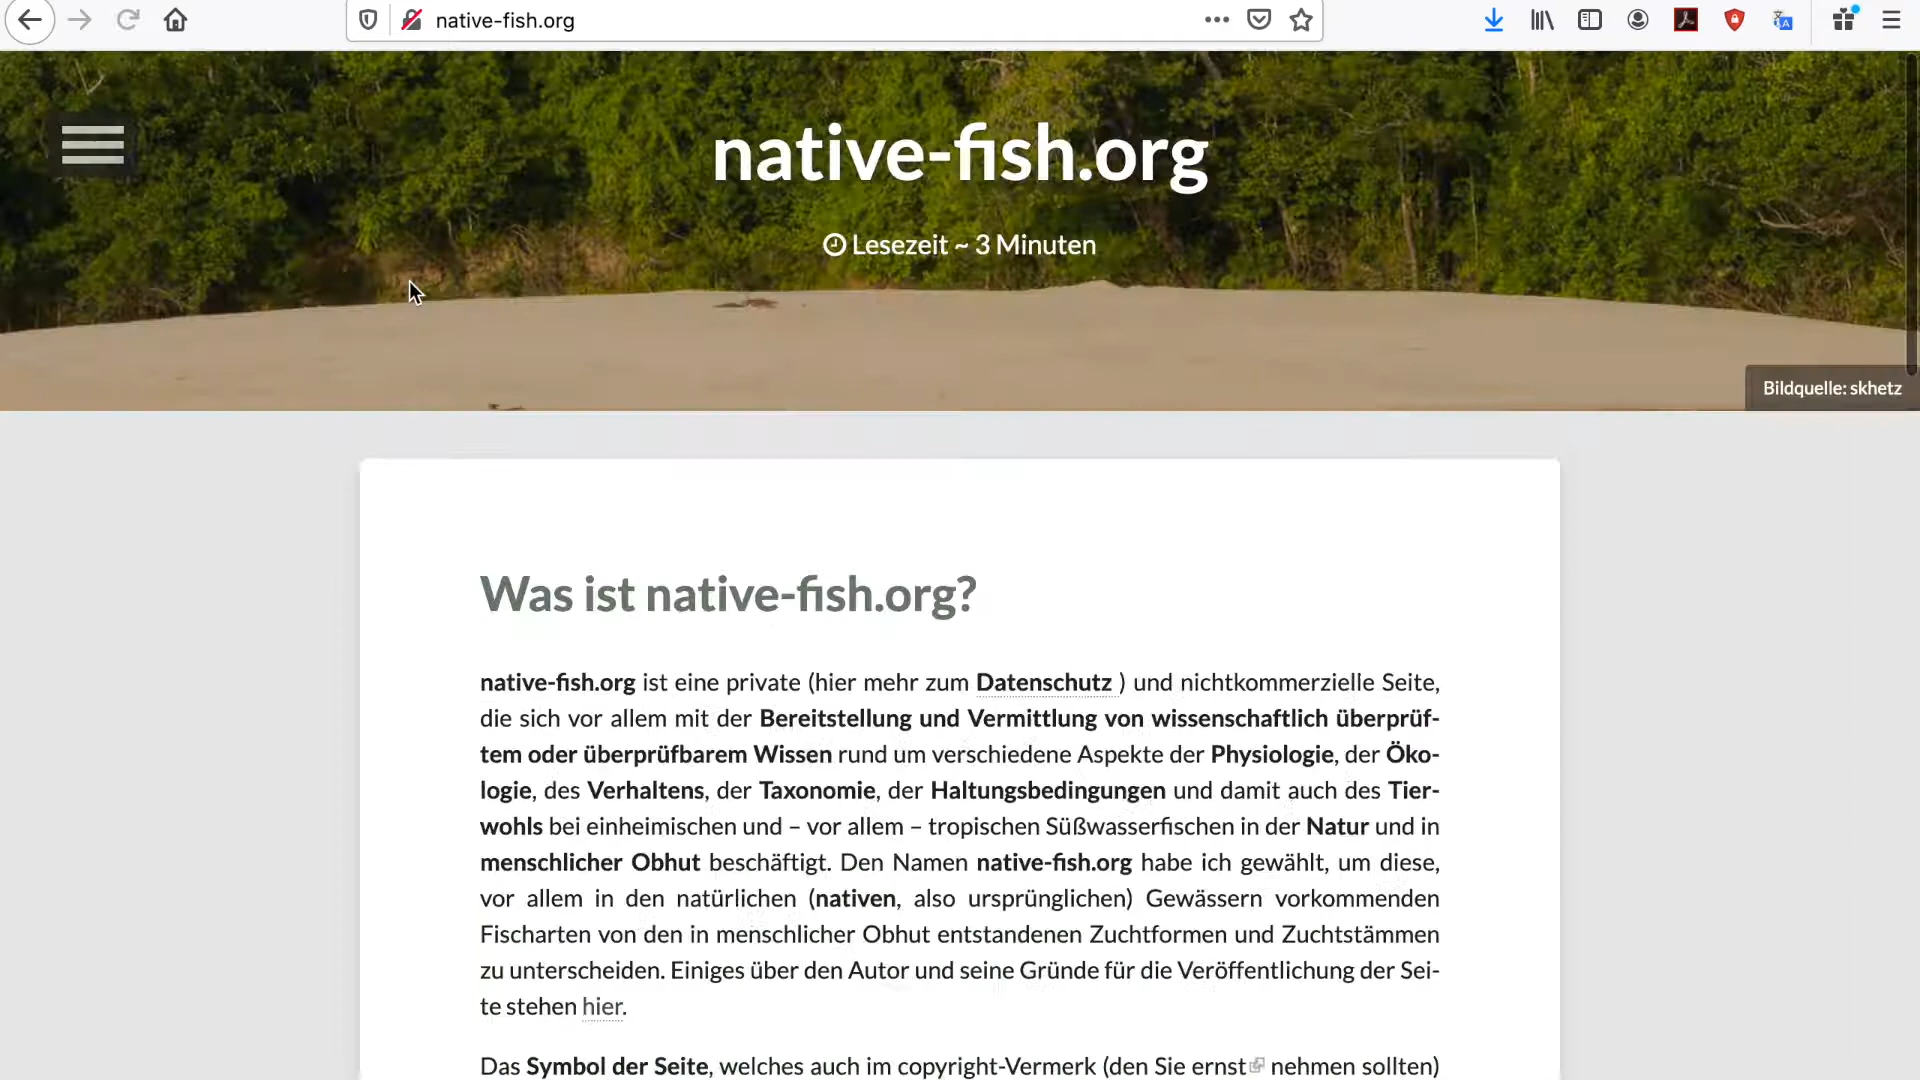 native-fish.org
native-fish.org
Lesezeit ~ 3 Minuten
Bildquelle: skhetz
Was ist native-fish.org?
native-fish.org ist eine private (hier mehr zum Datenschutz ) und nichtkommerzielle Seite,
die sich vor allem mit der Bereitstellung und Vermittlung von wissenschaftlich überprüf-
tem oder überprüfbarem Wissen rund um verschiedene Aspekte der Physiologie, der Öko-
logie, des Verhaltens, der Taxonomie, der Haltungsbedingungen und damit auch des Tier-
wohls bei einheimischen und – vor allem – tropischen Süßwasserfischen in der Natur und in
menschlicher Obhut beschäftigt. Den Namen native-fish.org habe ich gewählt, um diese,
vor allem in den natürlichen (nativen, also ursprünglichen) Gewässern vorkommenden
Fischarten von den in menschlicher Obhut entstandenen Zuchtformen und Zuchtstämmen
zu unterscheiden. Einiges über den Autor und seine Gründe für die Veröffentlichung der Sei-
te stehen hier.
Das Symbol der Seite, welches auch im copyright-Vermerk (den Sie ernst nehmen sollten)